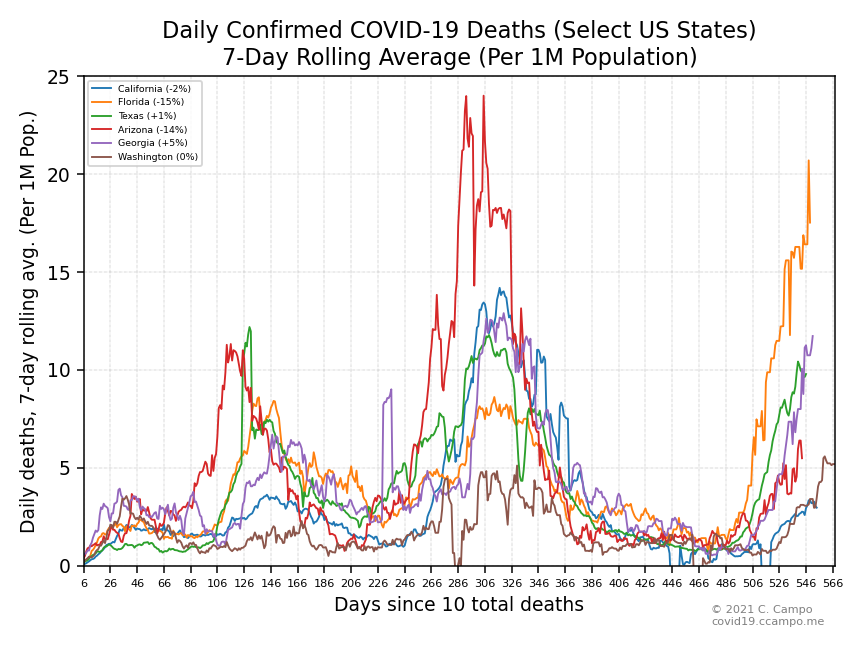 Daily Confirmed COVID-19 Deaths (Select US States)
7-Day Rolling Average (Per 1M Population)
Daily deaths, 7-day rolling avg. (Per 1M Pop.)
25
20
15
10
5
0
California (-2%)
Florida (-15%)
Texas (+1%)
Arizona (-14%)
Georgia (+5%)
Washington (0%)
6 26 46 66 86 106 126 146 166 186 206 226 246 266 286 306 326 346 366 386 406 426 446 466 486 506 526 546 566
Days since 10 total deaths
© 2021 C. Campo
covid19.ccampo.me